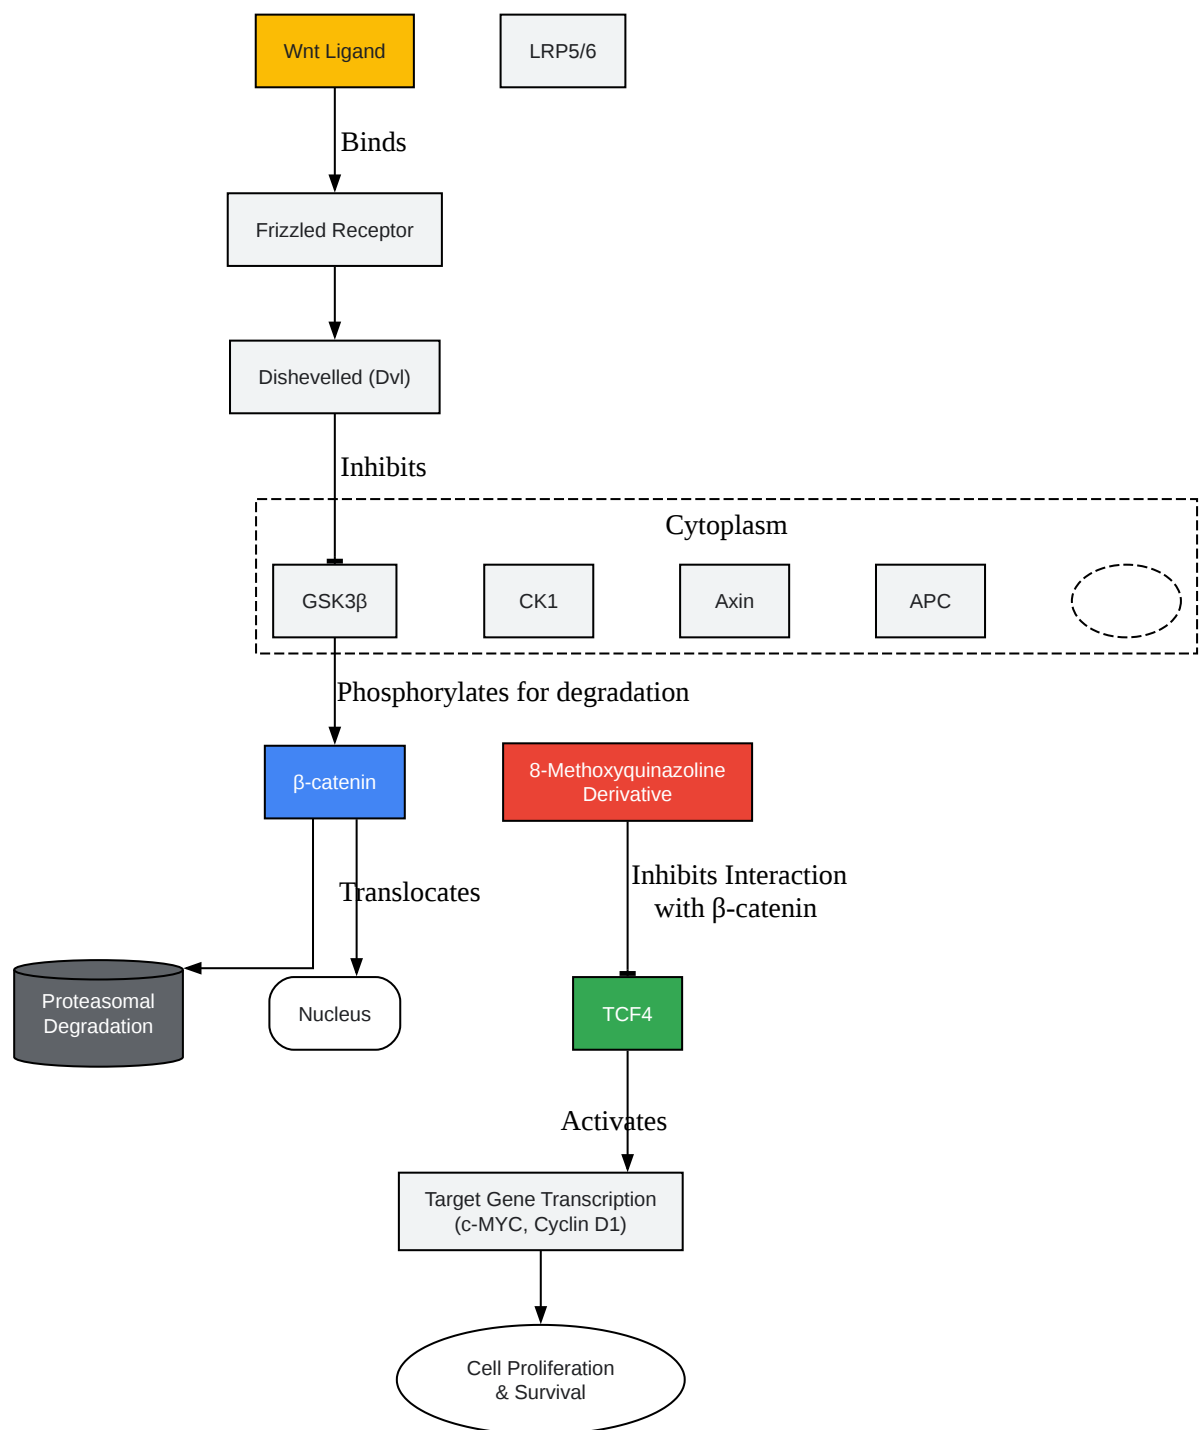 Wnt Ligand
LRP5/6
Binds
Frizzled Receptor
Dishevelled (Dvl)
Inhibits
Cytoplasm
GSK3β
CK1
Axin
APC
Phosphorylates for degradation
β-catenin
8-Methoxyquinazoline
Derivative
Translocates
Inhibits Interaction
with β-catenin
Proteasomal
Degradation
Nucleus
TCF4
Activates
Target Gene Transcription
(c-MYC, Cyclin D1)
Cell Proliferation
& Survival